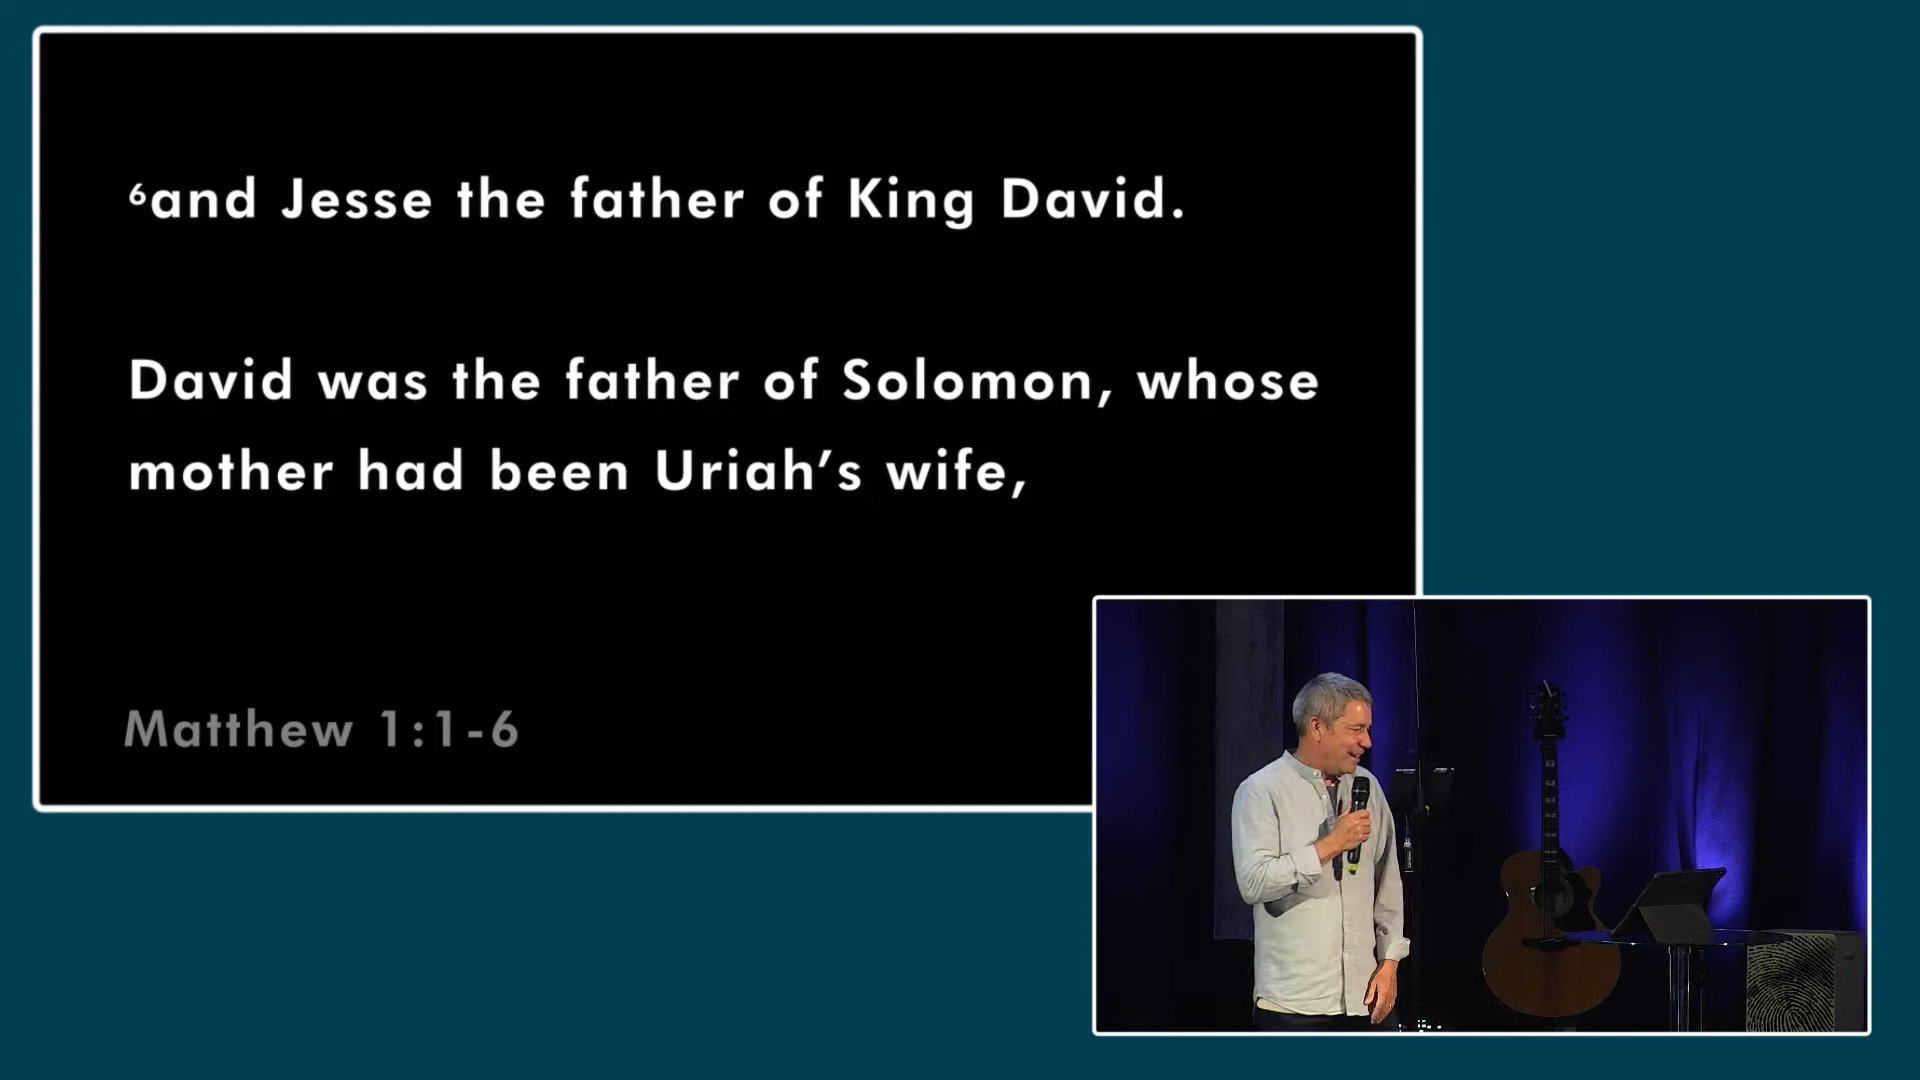 ⁶and Jesse the father of King David.
David was the father of Solomon, whose
mother had been Uriah’s wife,
Matthew 1:1-6